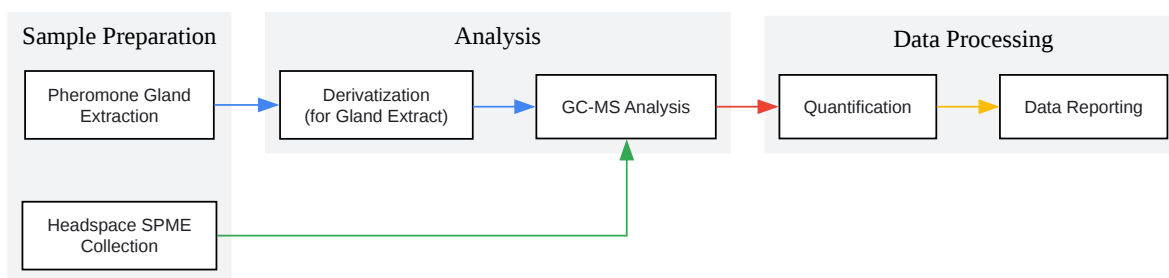 Sample Preparation
Pheromone Gland
Extraction
Headspace SPME
Collection
Analysis
Derivatization
(for Gland Extract)
GC-MS Analysis
Data Processing
Quantification
Data Reporting